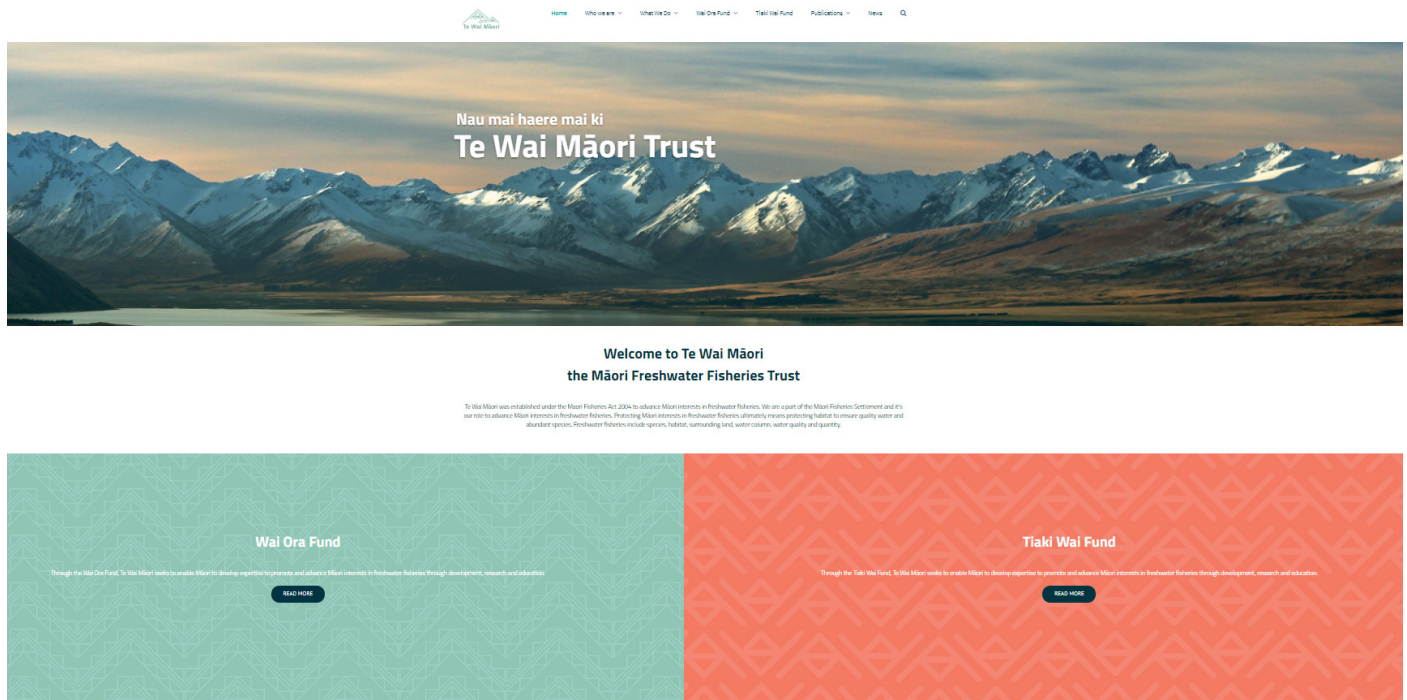 Te Wai Māori
Home Who we are What We Do Wai Ora Fund Tiaki Wai Fund Publications News
Nau mai haere mai ki
Te Wai Māori Trust
Welcome to Te Wai Māori
the Māori Freshwater Fisheries Trust
Te Wai Māori was established under the Maori Fisheries Act 2004 to advance Māori interests in freshwater fisheries. We are a part of the Māori Fisheries Settlement and it's
our role to advance Māori interests in freshwater fisheries. Protecting Māori interests in freshwater fisheries ultimately means protecting habitat to ensure quality water and
abundant species. Freshwater fisheries include species, habitat, surrounding land, water column, water quality and quantity.
Wai Ora Fund
Through the Wai Ora Fund, Te Wai Māori seeks to enable Māori to develop expertise to promote and advance Māori interests in freshwater fisheries through development, research and education.
READ MORE
Tiaki Wai Fund
Through the Tiaki Wai Fund, Te Wai Māori seeks to enable Māori to develop expertise to promote and advance Māori interests in freshwater fisheries through development, research and education.
READ MORE